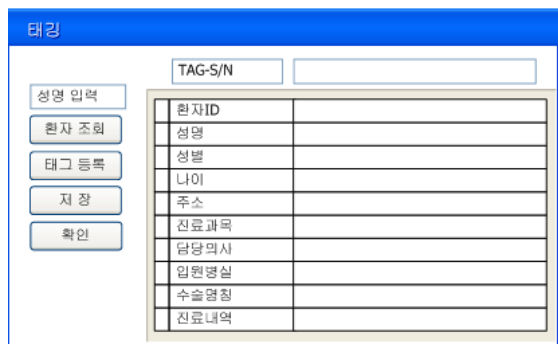 태깅
TAG-S/N
성명 입력
환자 조회
태그 등록
저 장
확인
환자ID
성명
성별
나이
주소
진료과목
담당의사
입원병실
수술명칭
진료내역